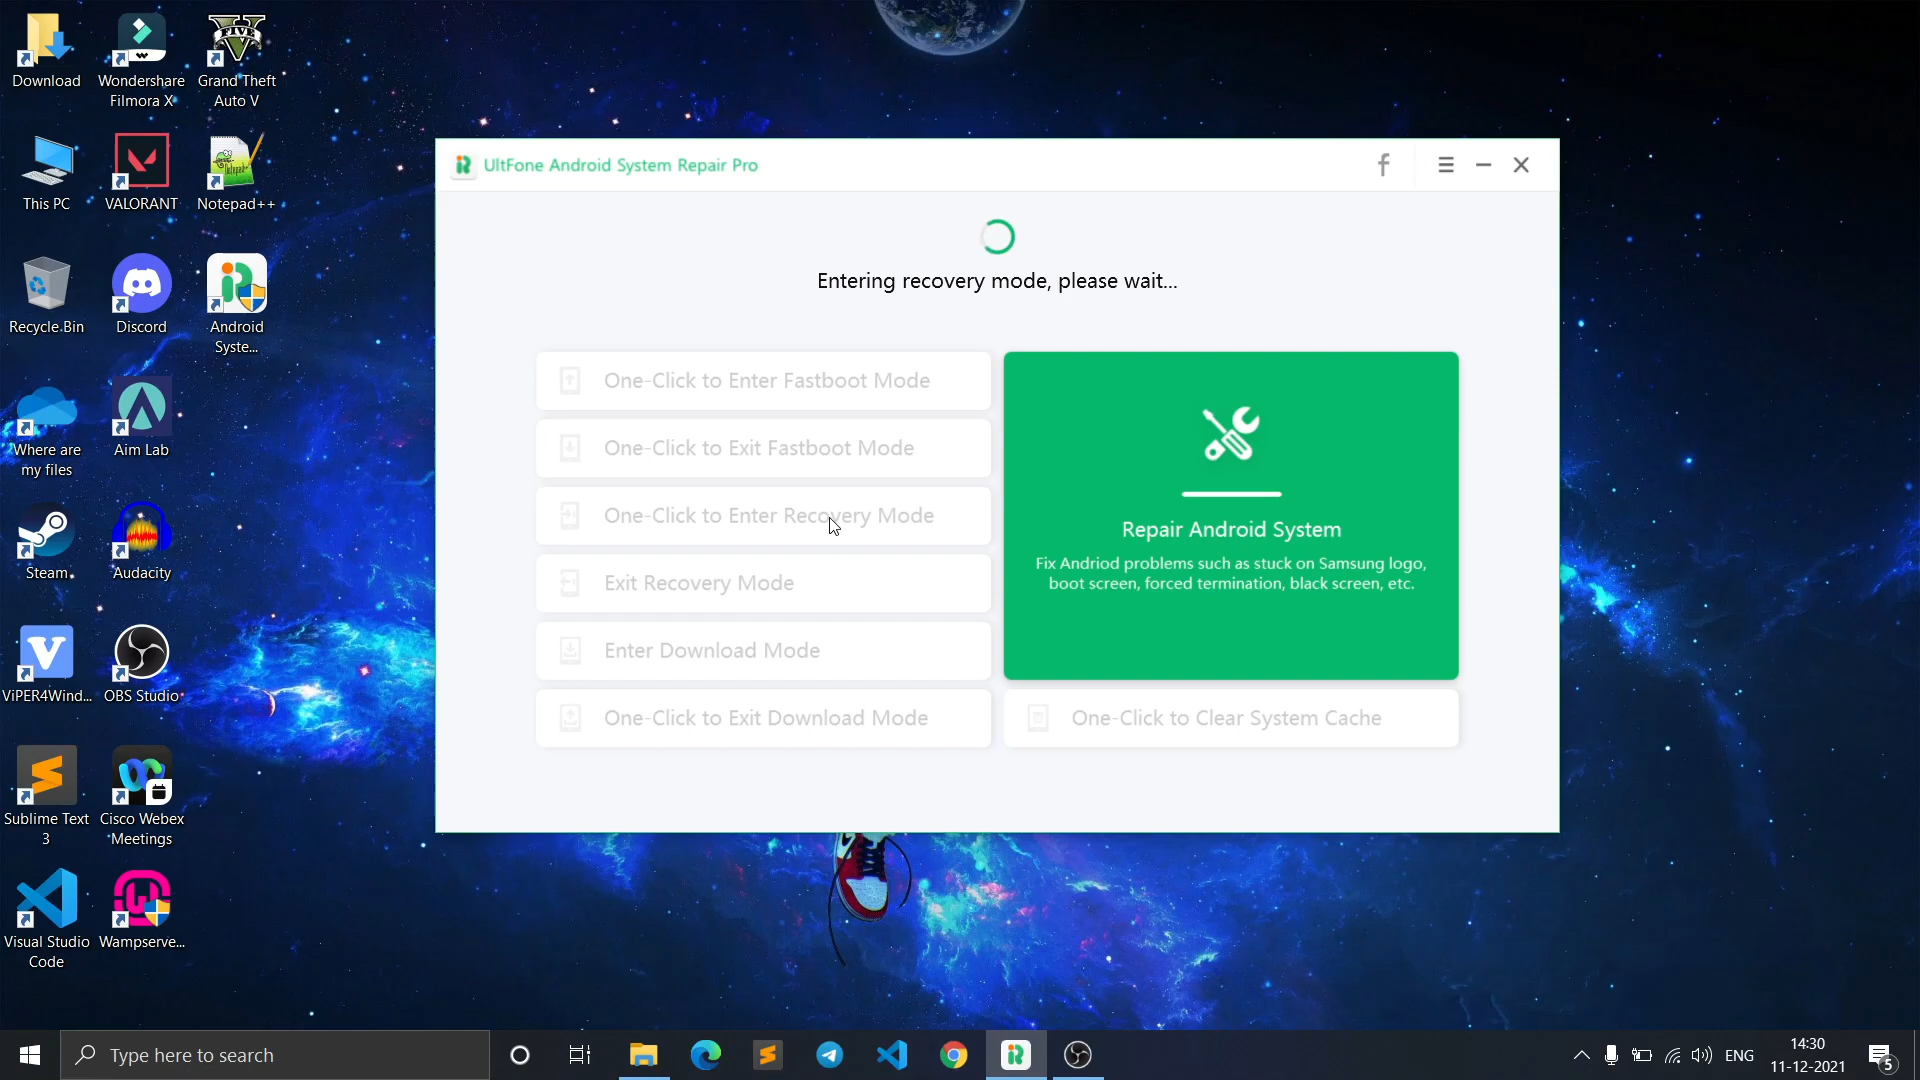 Download
Wondershare
Filmora X
Grand Theft
Auto V
FIVE
This PC
VALORANT
Notepad++
Recycle Bin
Discord
Android
Syste...
Where are
my files
Aim Lab
Steam
Audacity
ViPER4Wind...
OBS Studio
Sublime Text
3
Cisco Webex
Meetings
Visual Studio
Code
Wampserve...
UltFone Android System Repair Pro
Entering recovery mode, please wait...
One-Click to Enter Fastboot Mode
One-Click to Exit Fastboot Mode
One-Click to Enter Recovery Mode
Exit Recovery Mode
Enter Download Mode
One-Click to Exit Download Mode
Repair Android System
Fix Andriod problems such as stuck on Samsung logo,
boot screen, forced termination, black screen, etc.
One-Click to Clear System Cache
Type here to search
ENG
14:30
11-12-2021
5